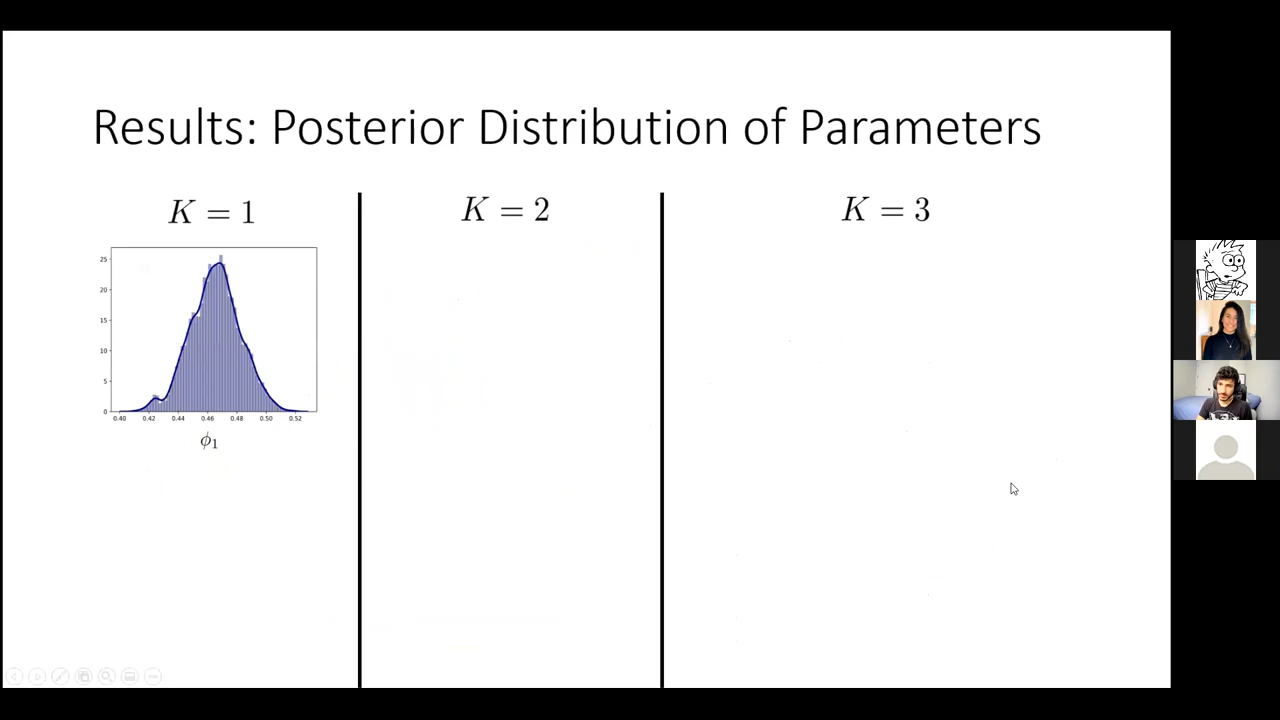 Results: Posterior Distribution of Parameters
K = 1
K = 2
K = 3
25
20
15
10
5
0
0.40 0.42 0.44 0.46 0.48 0.50 0.52
ϕ₁